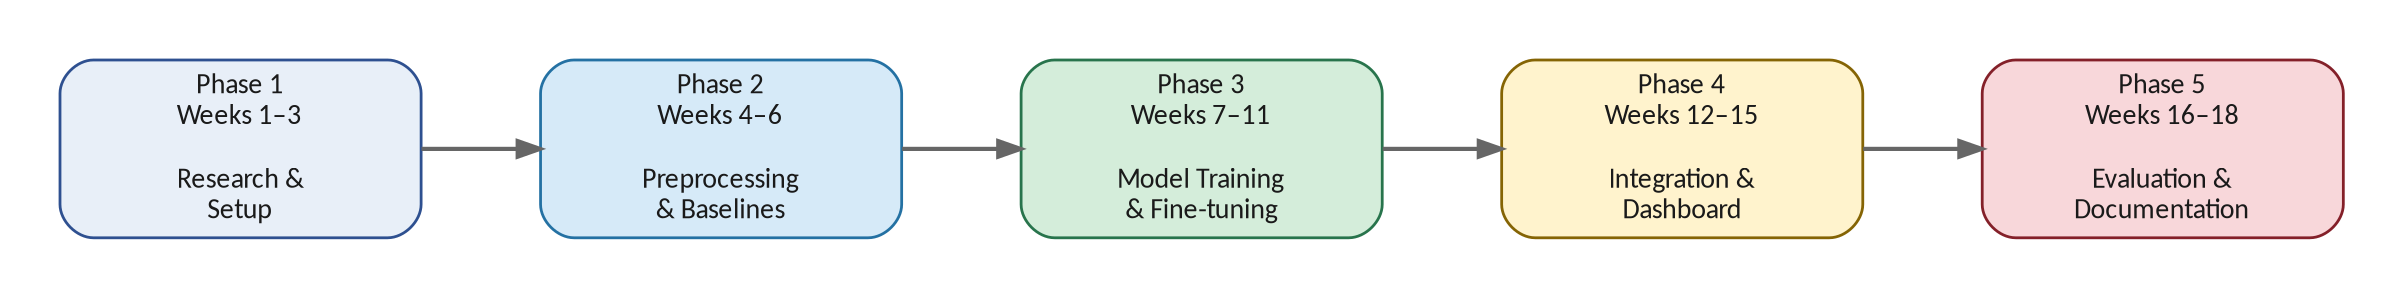 Phase 1
Weeks 1–3
Research &
Setup
Phase 2
Weeks 4–6
Preprocessing
& Baselines
Phase 3
Weeks 7–11
Model Training
& Fine-tuning
Phase 4
Weeks 12–15
Integration &
Dashboard
Phase 5
Weeks 16–18
Evaluation &
Documentation